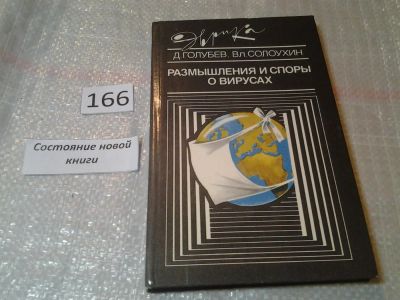 Эврика
Д.ГОЛУБЕВ, Вл.СОЛОУХИН
РАЗМЫШЛЕНИЯ И СПОРЫ
О ВИРУСАХ
166
Состояние новой
книги